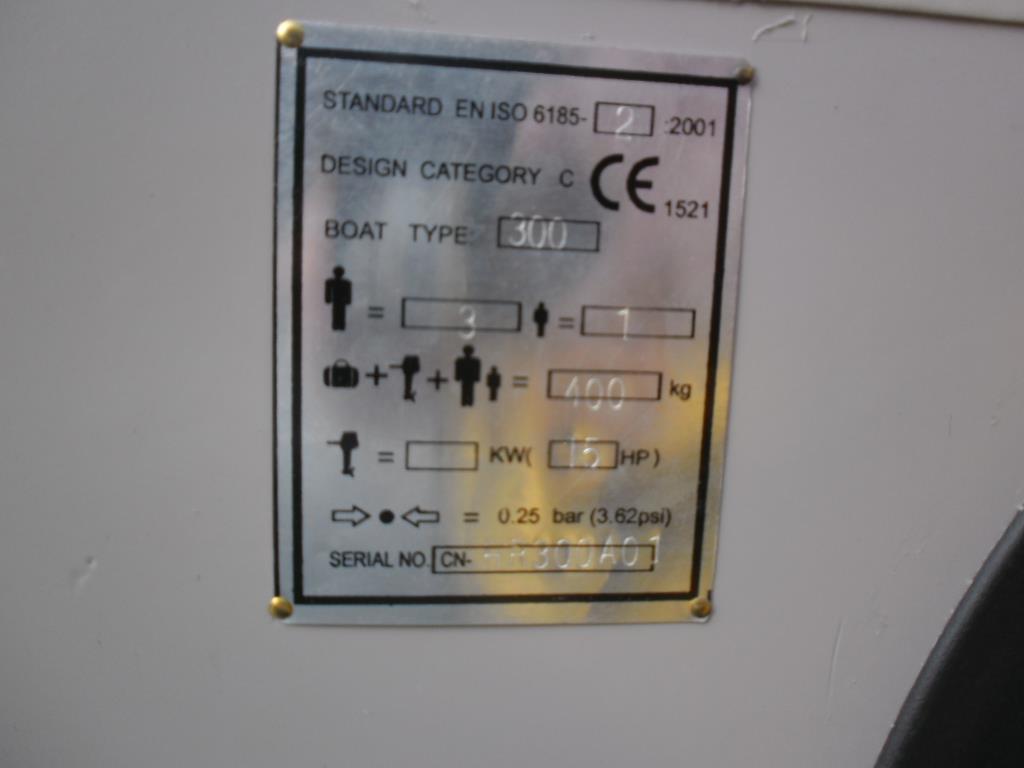 STANDARD EN ISO 6185- 2 :2001
DESIGN CATEGORY C CE 1521
BOAT TYPE: 300
= 3 = 1
+ + = 400 kg
= KW( 15 HP)
= 0.25 bar (3.62psi)
SERIAL NO. CN- HR300A01